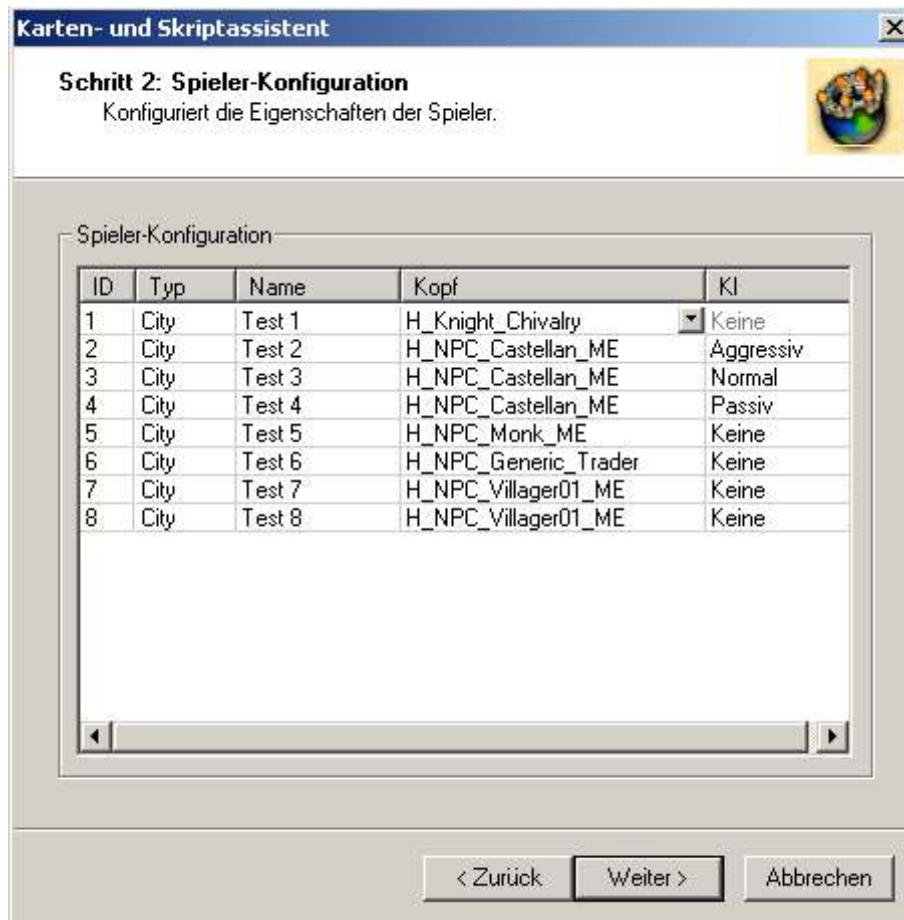 Karten- und Skriptassistent
Schritt 2: Spieler-Konfiguration
Konfiguriert die Eigenschaften der Spieler.
Spieler-Konfiguration
ID Typ Name Kopf KI
1 City Test 1 H_Knight_Chivalry Keine
2 City Test 2 H_NPC_Castellan_ME Aggressiv
3 City Test 3 H_NPC_Castellan_ME Normal
4 City Test 4 H_NPC_Castellan_ME Passiv
5 City Test 5 H_NPC_Monk_ME Keine
6 City Test 6 H_NPC_Generic_Trader Keine
7 City Test 7 H_NPC_Villager01_ME Keine
8 City Test 8 H_NPC_Villager01_ME Keine
< Zurück Weiter > Abbrechen